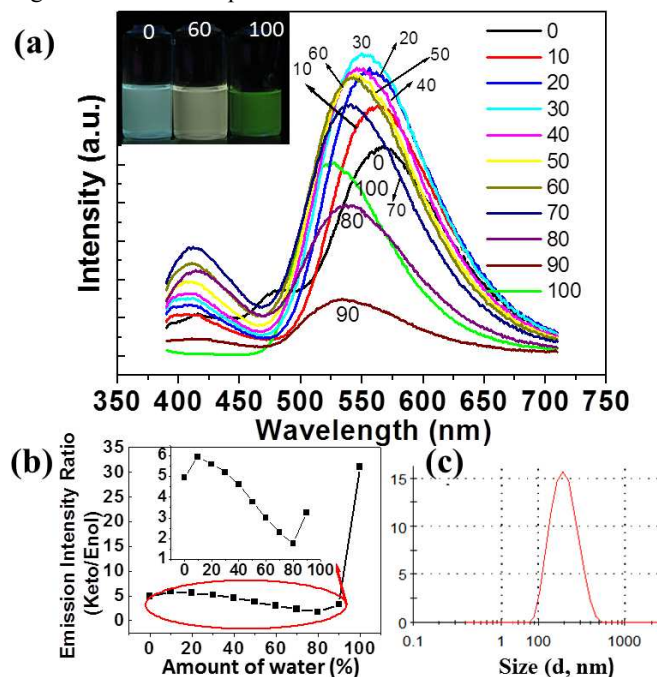 (a)
0 60 100
Intensity (a.u.)
60
10
30
20
50
40
0
100
70
80
90
0
10
20
30
40
50
60
70
80
90
100
350 400 450 500 550 600 650 700 750
Wavelength (nm)
(b)
Emission Intensity Ratio
(Keto/Enol)
35
30
25
20
15
10
5
0
6
5
4
3
2
1
0 20 40 60 80 100
0 20 40 60 80 100
Amount of water (%)
(c)
15
10
5
0
0.1 1 100 1000
Size (d, nm)